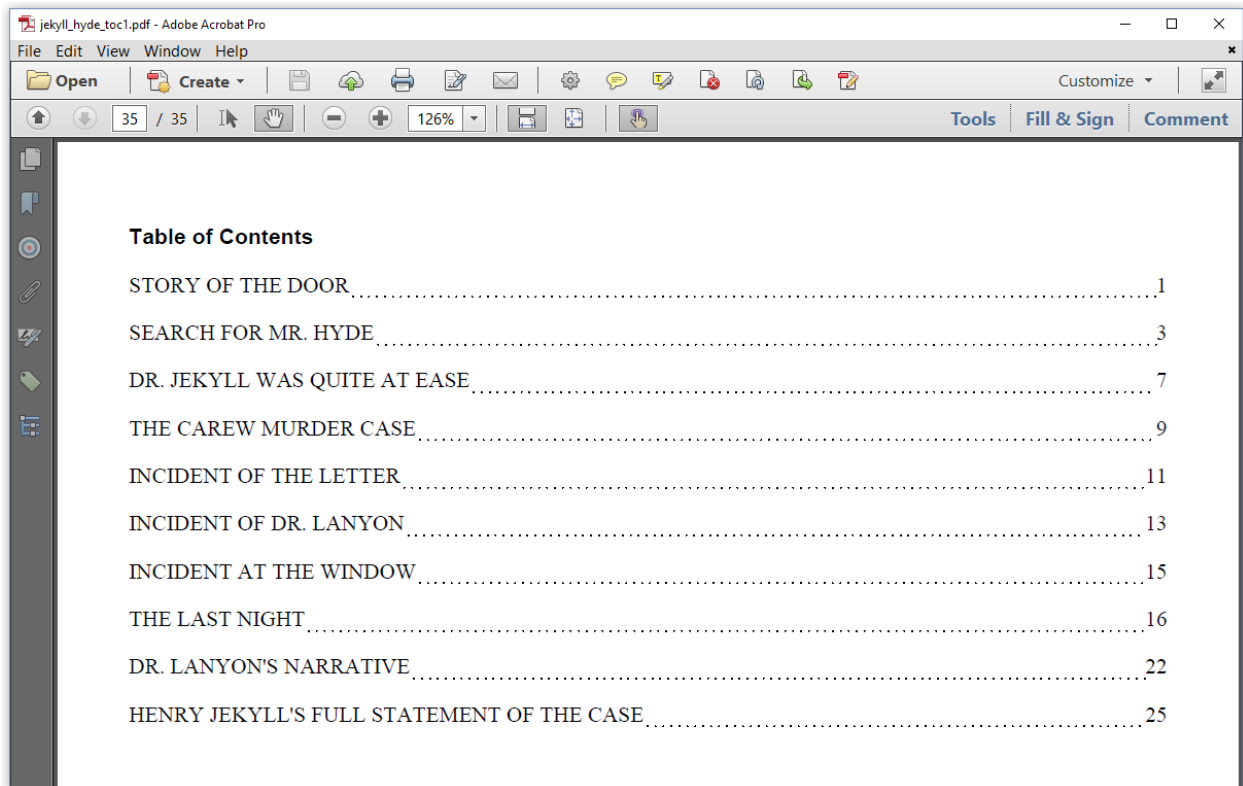 jekyll_hyde_toc1.pdf - Adobe Acrobat Pro
File Edit View Window Help
Open Create Customize
35 / 35 126% Tools Fill & Sign Comment
Table of Contents
STORY OF THE DOOR 1
SEARCH FOR MR. HYDE 3
DR. JEKYLL WAS QUITE AT EASE 7
THE CAREW MURDER CASE 9
INCIDENT OF THE LETTER 11
INCIDENT OF DR. LANYON 13
INCIDENT AT THE WINDOW 15
THE LAST NIGHT 16
DR. LANYON'S NARRATIVE 22
HENRY JEKYLL'S FULL STATEMENT OF THE CASE 25